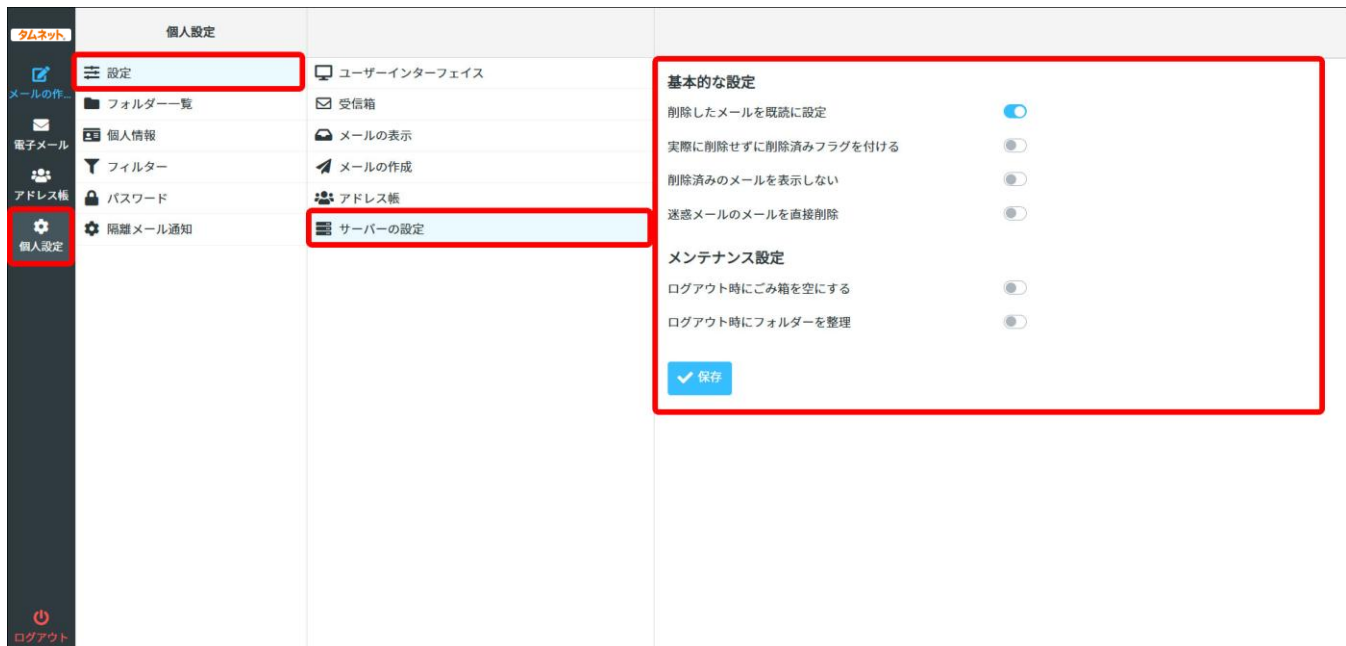 タムネット
個人設定
メールの作...
電子メール
アドレス帳
個人設定
ログアウト
設定
フォルダー一覧
個人情報
フィルター
パスワード
隔離メール通知
ユーザーインターフェイス
受信箱
メールの表示
メールの作成
アドレス帳
サーバーの設定
基本的な設定
削除したメールを既読に設定
実際に削除せずに削除済みフラグを付ける
削除済みのメールを表示しない
迷惑メールのメールを直接削除
メンテナンス設定
ログアウト時にごみ箱を空にする
ログアウト時にフォルダーを整理
保存